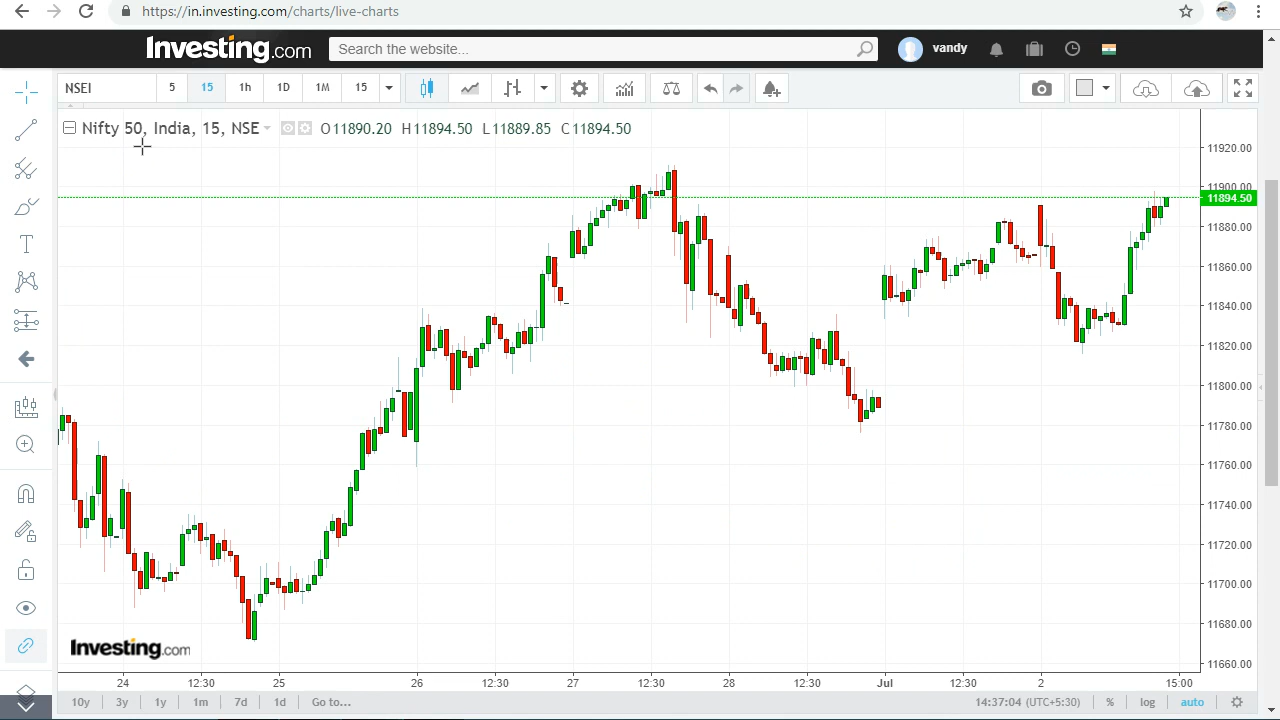 https://in.investing.com/charts/live-charts
Investing.com
Search the website...
vandy
NSEI
5 15 1h 1D 1M 15
Nifty 50, India, 15, NSE O11890.20 H11894.50 L11889.85 C11894.50
11920.00
11900.00
11894.50
11880.00
11860.00
11840.00
11820.00
11800.00
11780.00
11760.00
11740.00
11720.00
11700.00
11680.00
11660.00
Investing.com
24 12:30 25 26 12:30 27 12:30 28 12:30 Jul 12:30 2 15:00
10y 3y 1y 1m 7d 1d Go to... 14:37:04 (UTC+5:30) % log auto